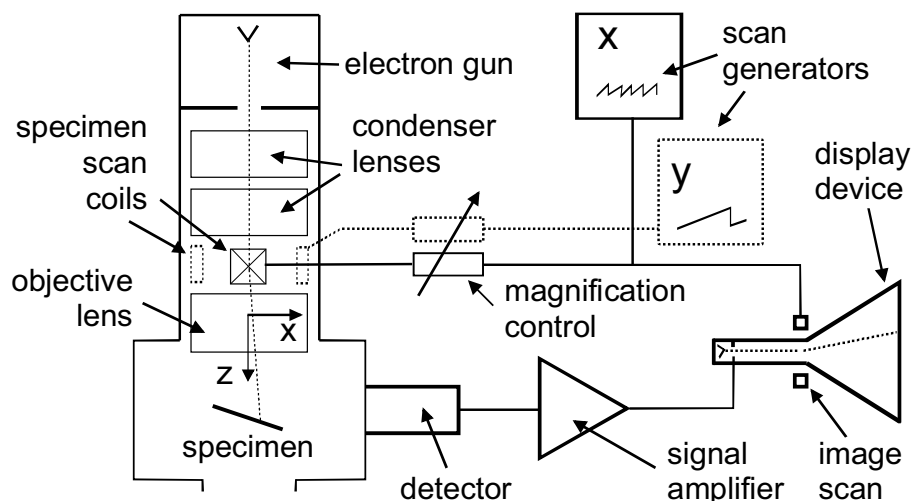 electron gun
specimen
scan
coils
condenser
lenses
x
scan
generators
y
display
device
objective
lens
x
z
magnification
control
specimen
detector
signal
amplifier
image
scan